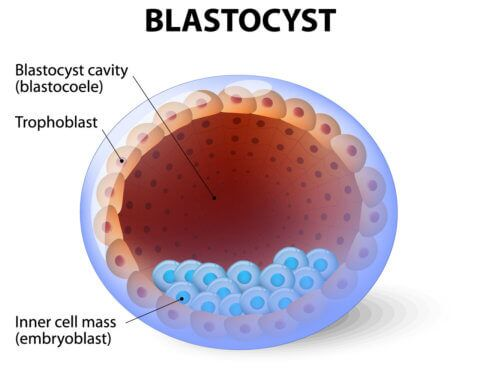 BLASTOCYST
Blastocyst cavity
(blastocoele)
Trophoblast
Inner cell mass
(embryoblast)